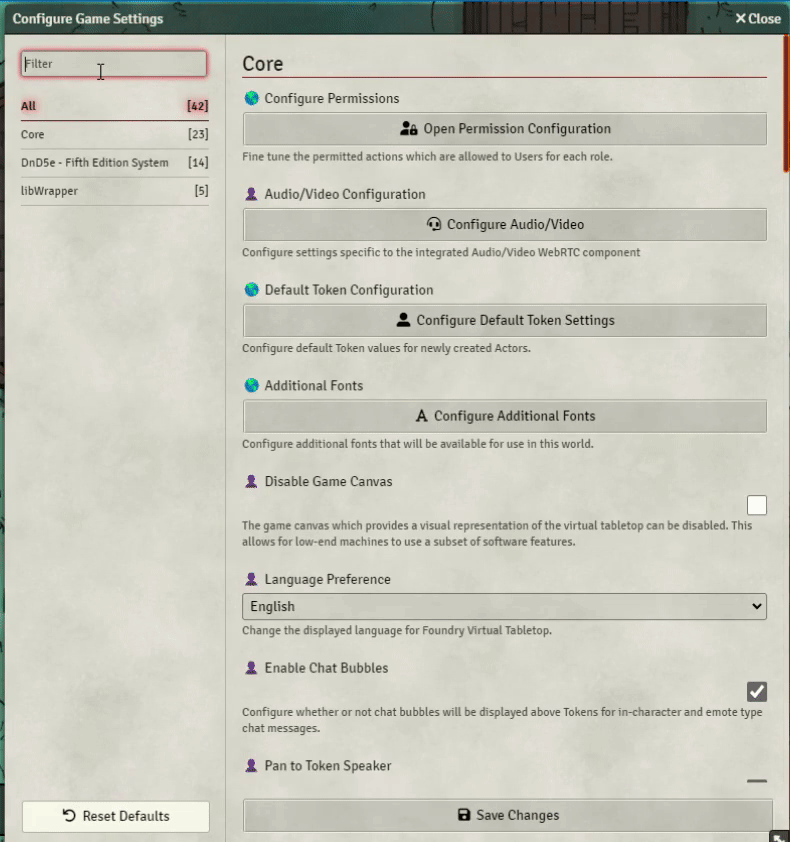 Configure Game Settings
Close
Filter
All [42]
Core [23]
DnD5e - Fifth Edition System [14]
libWrapper [5]
Reset Defaults
Core
Configure Permissions
Open Permission Configuration
Fine tune the permitted actions which are allowed to Users for each role.
Audio/Video Configuration
Configure Audio/Video
Configure settings specific to the integrated Audio/Video WebRTC component
Default Token Configuration
Configure Default Token Settings
Configure default Token values for newly created Actors.
Additional Fonts
Configure Additional Fonts
Configure additional fonts that will be available for use in this world.
Disable Game Canvas
The game canvas which provides a visual representation of the virtual tabletop can be disabled. This
allows for low-end machines to use a subset of software features.
Language Preference
English
Change the displayed language for Foundry Virtual Tabletop.
Enable Chat Bubbles
Configure whether or not chat bubbles will be displayed above Tokens for in-character and emote type
chat messages.
Pan to Token Speaker
Save Changes